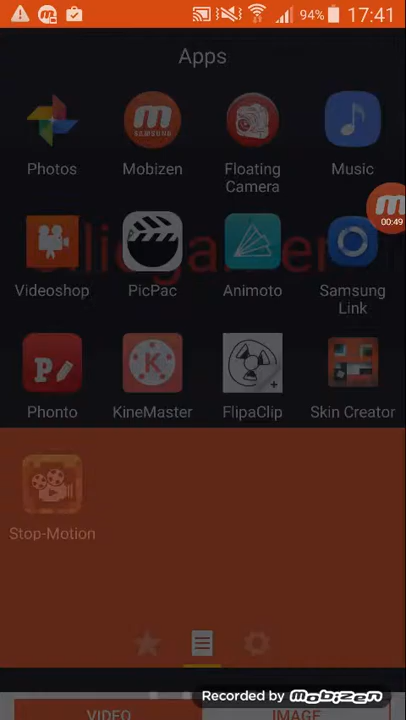 94% 17:41
Apps
Photos Mobizen Floating Camera Music
SAMSUNG
00:49
Videoshop PicPac Animoto Samsung Link
Phonto KineMaster FlipaClip Skin Creator
Stop-Motion
VIDEO IMAGE
Recorded by mobizen